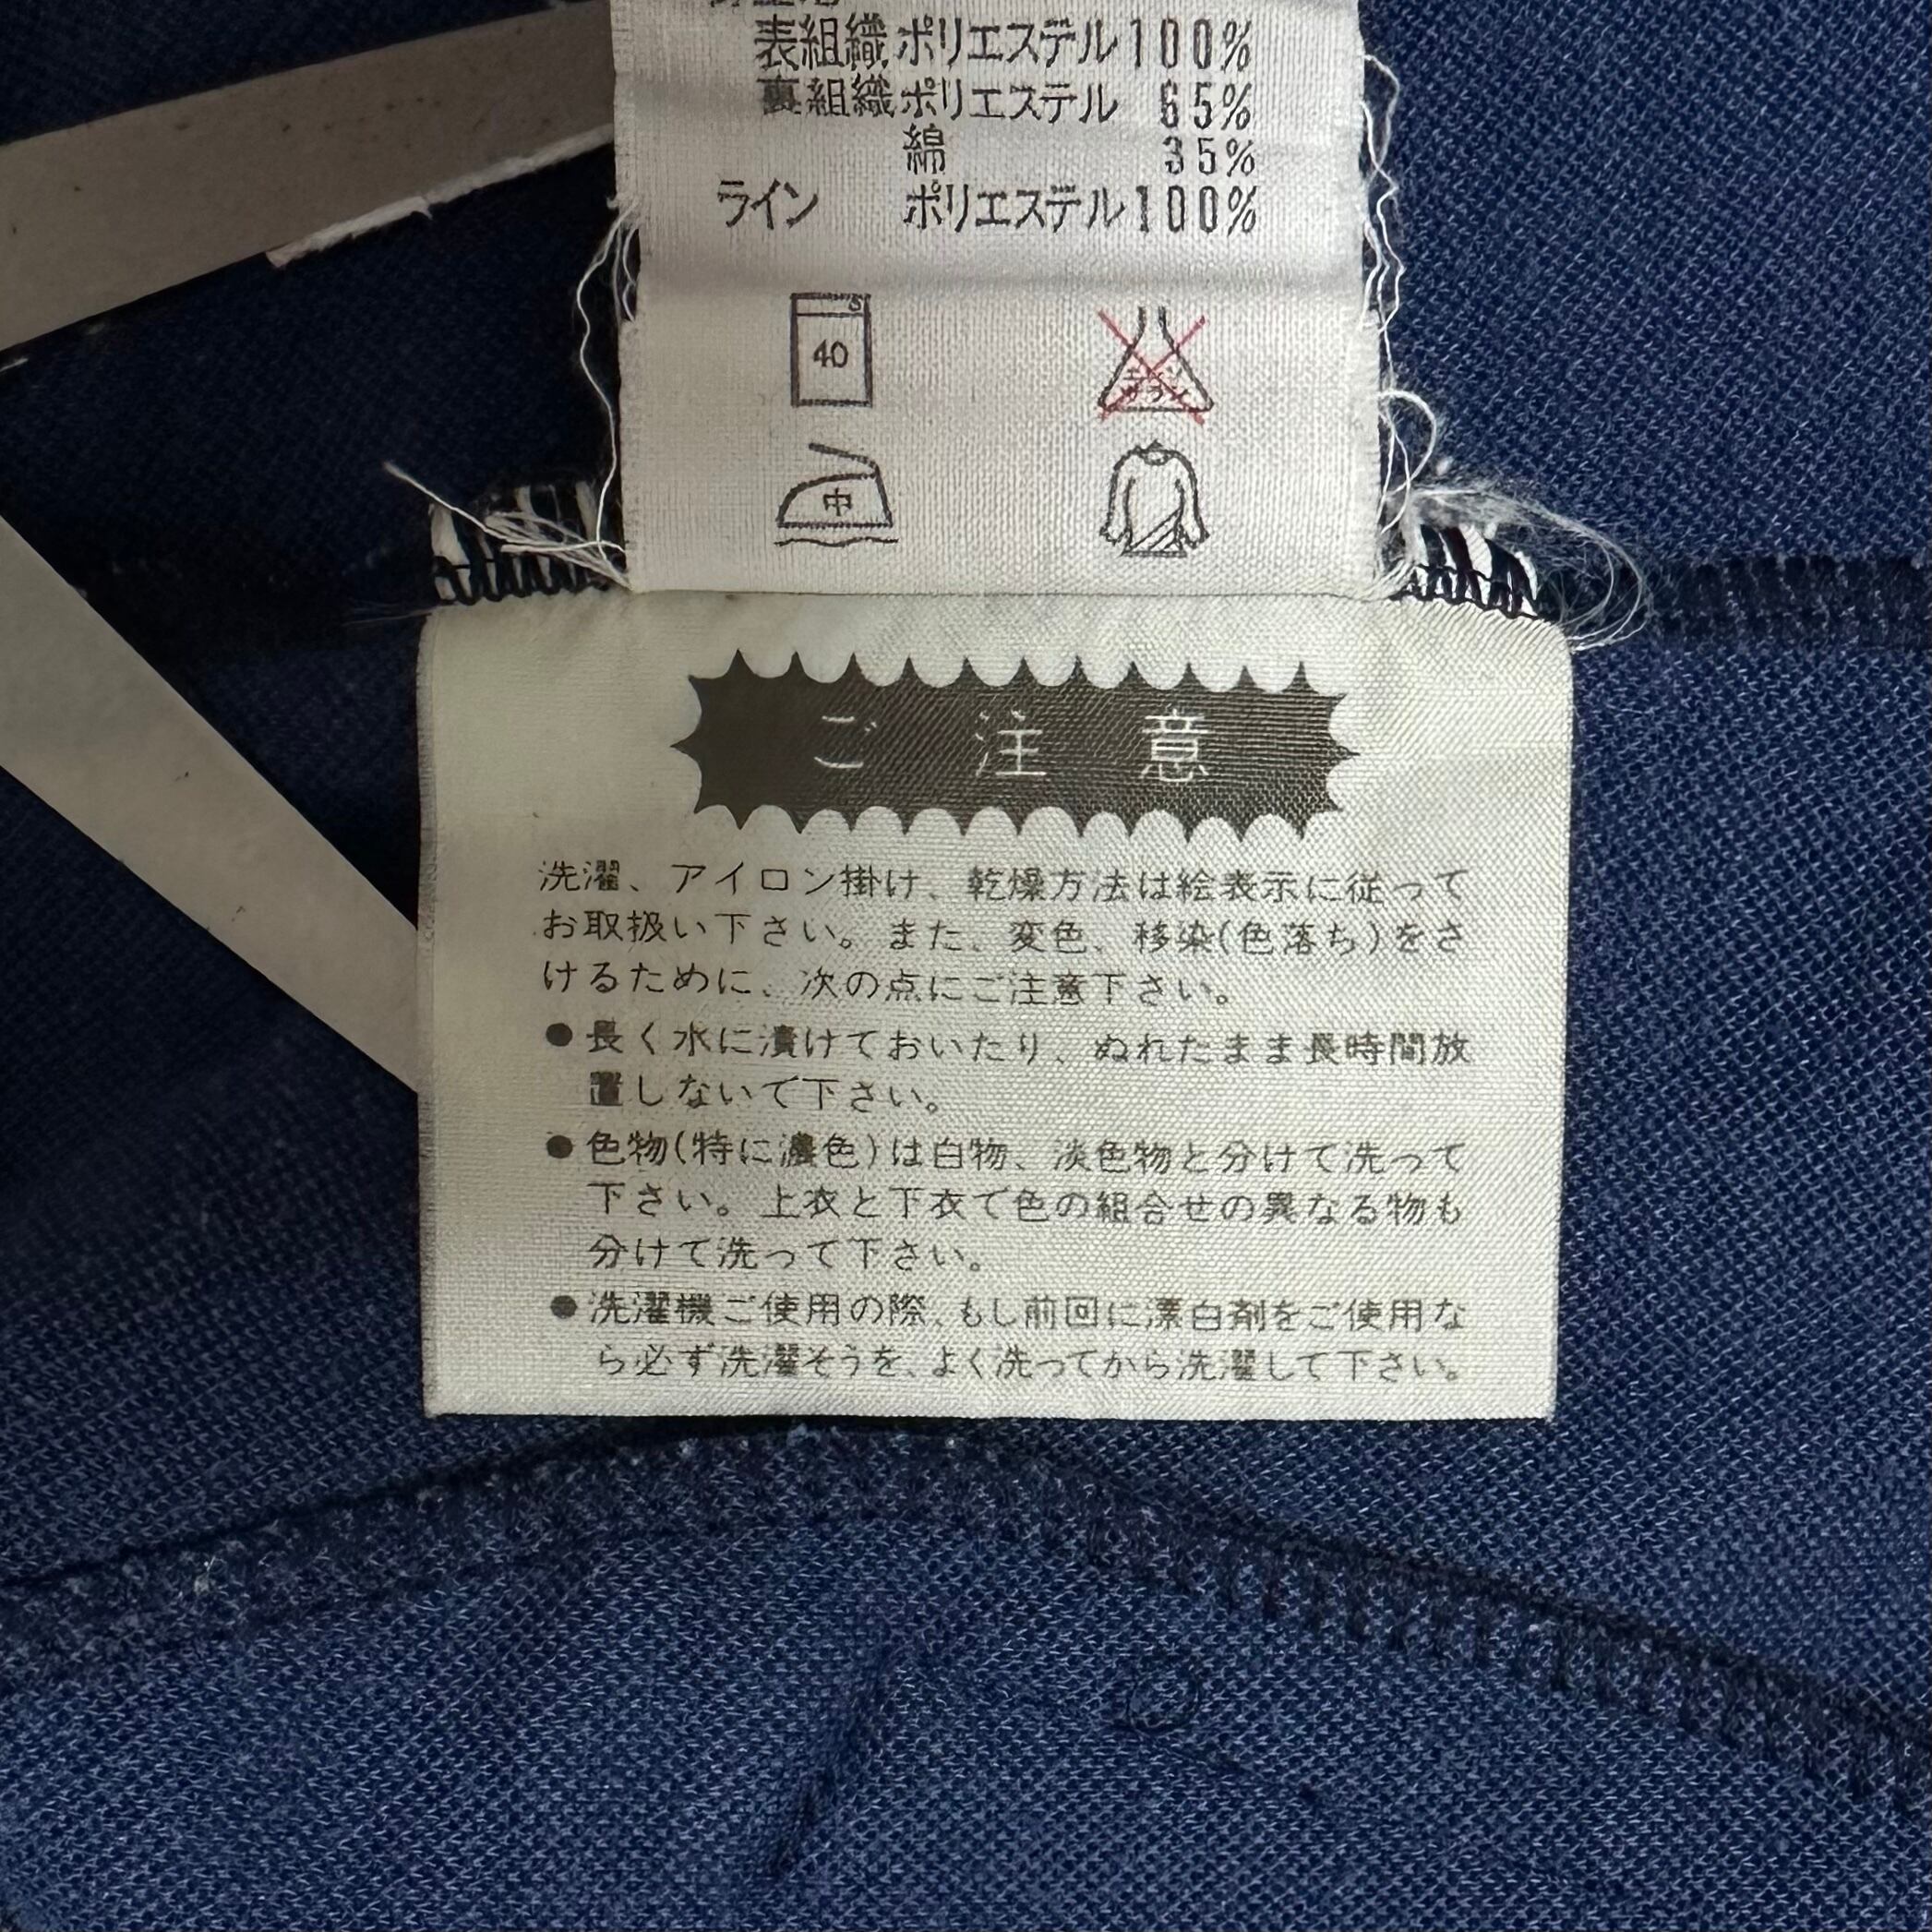 表組織 ポリエステル 100%
裏組織 ポリエステル 65%
綿 35%
ライン ポリエステル 100%
40
中
ご注意
洗濯、アイロン掛け、乾燥方法は絵表示に従って
お取扱い下さい。また、変色、移染(色落ち)をさ
けるために、次の点にご注意下さい。
●長く水に漬けておいたり、ぬれたまま長時間放
置しないで下さい。
●色物(特に濃色)は白物、淡色物と分けて洗って
下さい。上衣と下衣で色の組合せの異なる物も
分けて洗って下さい。
●洗濯機ご使用の際、もし前回に漂白剤をご使用な
ら必ず洗濯そうを、よく洗ってから洗濯して下さい。